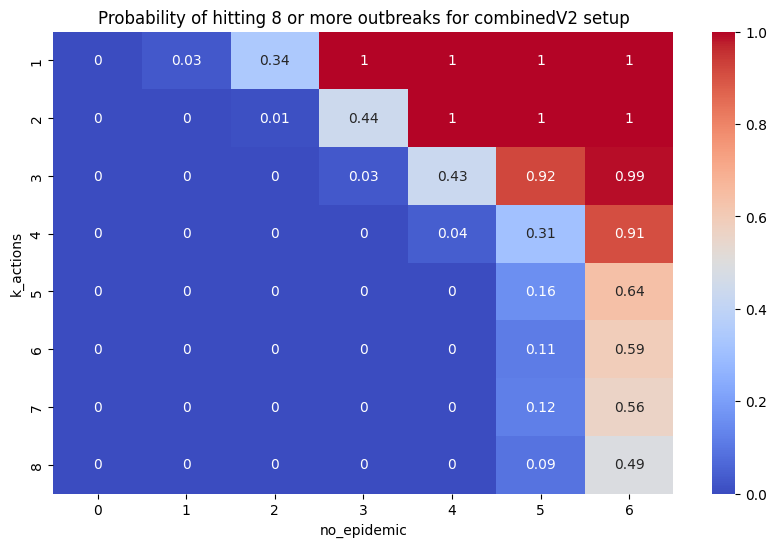 Probability of hitting 8 or more outbreaks for combinedV2 setup
k_actions
1 0 0.03 0.34 1 1 1 1
2 0 0 0.01 0.44 1 1 1
3 0 0 0 0.03 0.43 0.92 0.99
4 0 0 0 0 0.04 0.31 0.91
5 0 0 0 0 0 0.16 0.64
6 0 0 0 0 0 0.11 0.59
7 0 0 0 0 0 0.12 0.56
8 0 0 0 0 0 0.09 0.49
0 1 2 3 4 5 6
no_epidemic
1.0
0.8
0.6
0.4
0.2
0.0